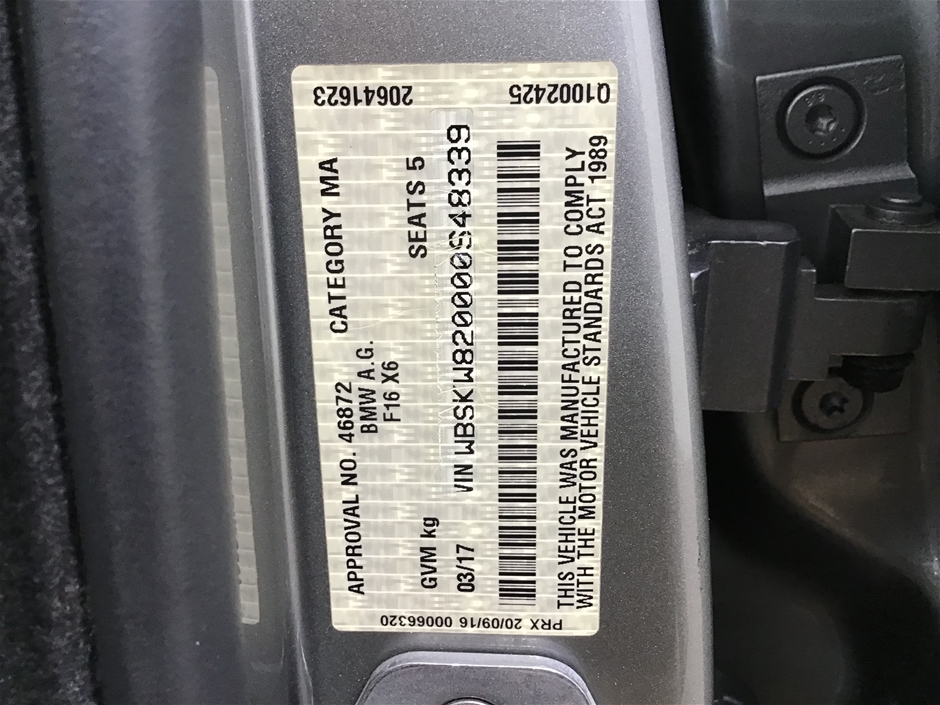 20641623
Q1002425
APPROVAL NO. 46872 CATEGORY MA
BMW A.G.
F16 X6
GVM kg SEATS 5
03/17 VIN WBSKW820000S48339
THIS VEHICLE WAS MANUFACTURED TO COMPLY
WITH THE MOTOR VEHICLE STANDARDS ACT 1989
PRX 20/09/16 00066320